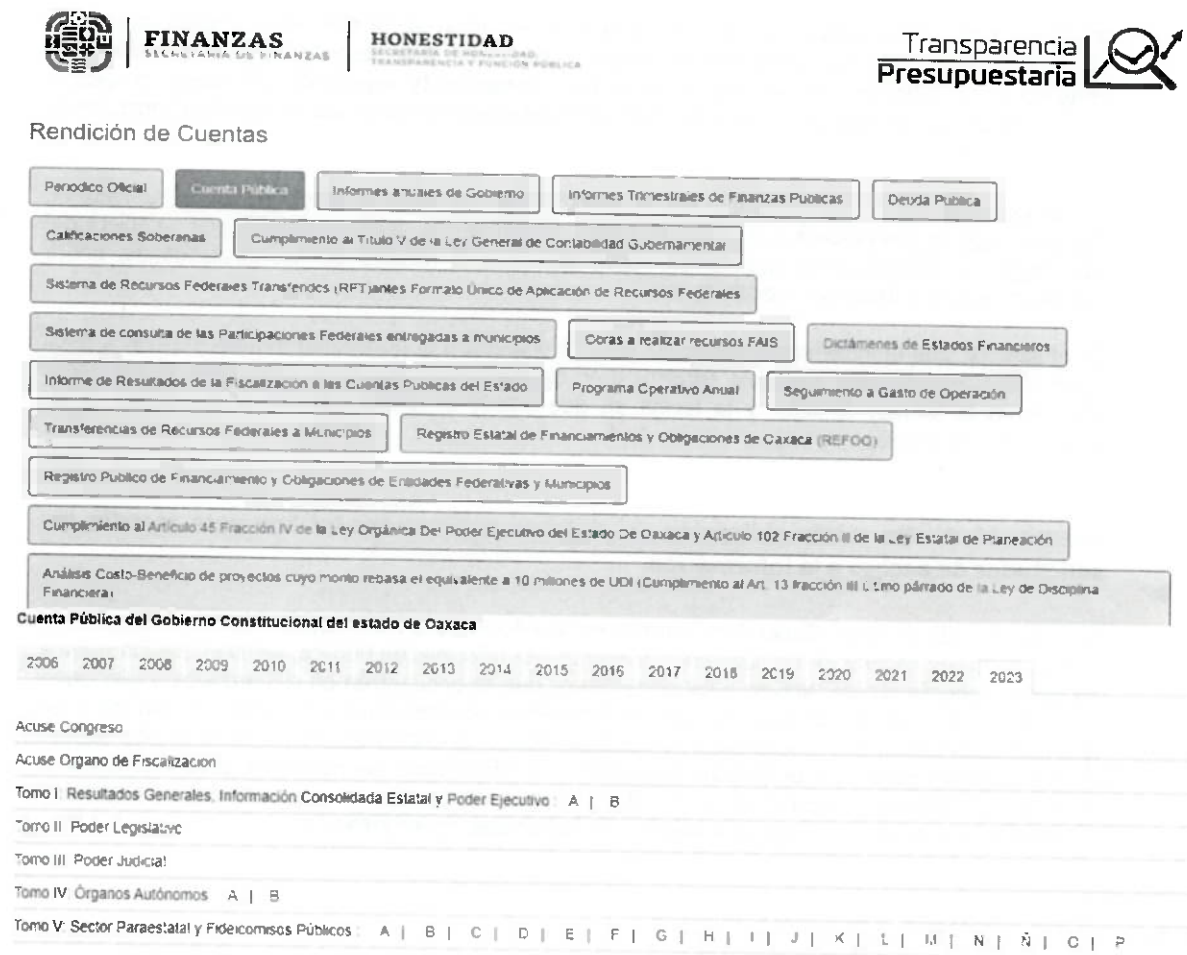 FINANZAS
SECRETARÍA DE FINANZAS
HONESTIDAD
SECRETARÍA DE HONESTIDAD,
TRANSPARENCIA Y FUNCIÓN PÚBLICA
Transparencia
Presupuestaria
Rendición de Cuentas
Periodico Oficial Cuenta Pública Informes anuales de Gobierno Informes Trimestrales de Finanzas Publicas Deuda Publica
Calificaciones Soberanas Cumplimiento al Titulo V de la Ley General de Contabilidad Gubernamental
Sistema de Recursos Federales Transferidos (RFT)antes Formato Único de Aplicación de Recursos Federales
Sistema de consulta de las Participaciones Federales entregadas a municipios Obras a realizar recursos FAIS Dictámenes de Estados Financieros
Informe de Resultados de la Fiscalización a las Cuentas Publicas del Estado Programa Operativo Anual Seguimiento a Gasto de Operación
Transferencias de Recursos Federales a Municipios Registro Estatal de Financiamientos y Obligaciones de Oaxaca (REFOO)
Registro Publico de Financiamiento y Obligaciones de Entidades Federativas y Municipios
Cumplimiento al Artículo 45 Fracción IV de la Ley Orgánica Del Poder Ejecutivo del Estado De Oaxaca y Artículo 102 Fracción II de la Ley Estatal de Planeación
Análisis Costo-Beneficio de proyectos cuyo monto rebasa el equivalente a 10 millones de UDI (Cumplimiento al Art. 13 fracción III último párrado de la Ley de Disciplina
Financiera)
Cuenta Pública del Gobierno Constitucional del estado de Oaxaca
2006 2007 2008 2009 2010 2011 2012 2013 2014 2015 2016 2017 2018 2019 2020 2021 2022 2023
Acuse Congreso
Acuse Organo de Fiscalizacion
Tomo I: Resultados Generales, Información Consolidada Estatal y Poder Ejecutivo : A | B
Tomo II: Poder Legislativo
Tomo III: Poder Judicial
Tomo IV: Órganos Autónomos A | B
Tomo V: Sector Paraestatal y Fideicomisos Públicos : A | B | C | D | E | F | G | H | I | J | K | L | M | N | Ñ | O | P